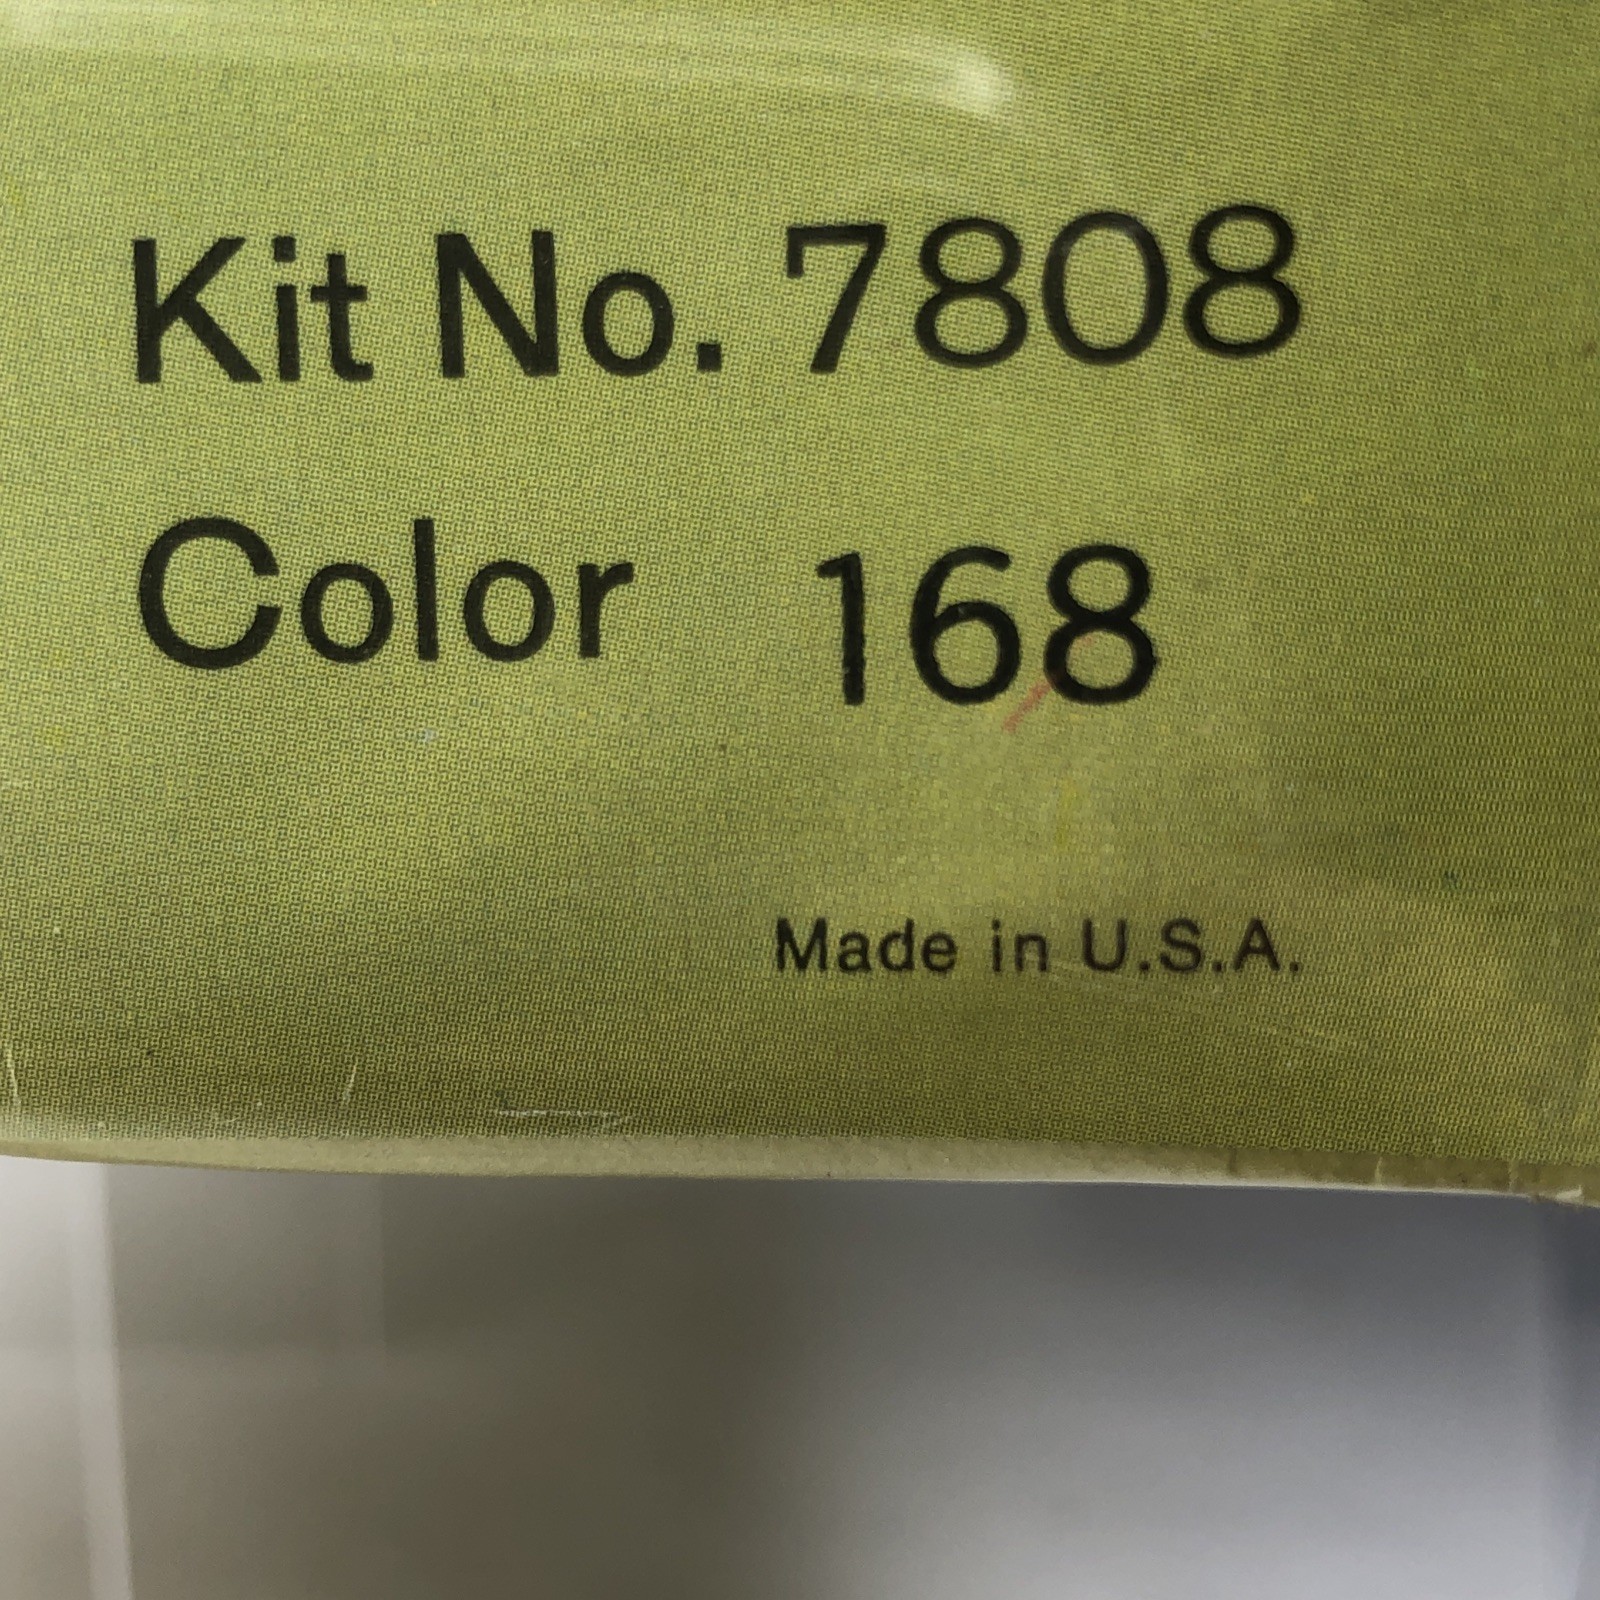 Kit No. 7808
Color 168
Made in U.S.A.